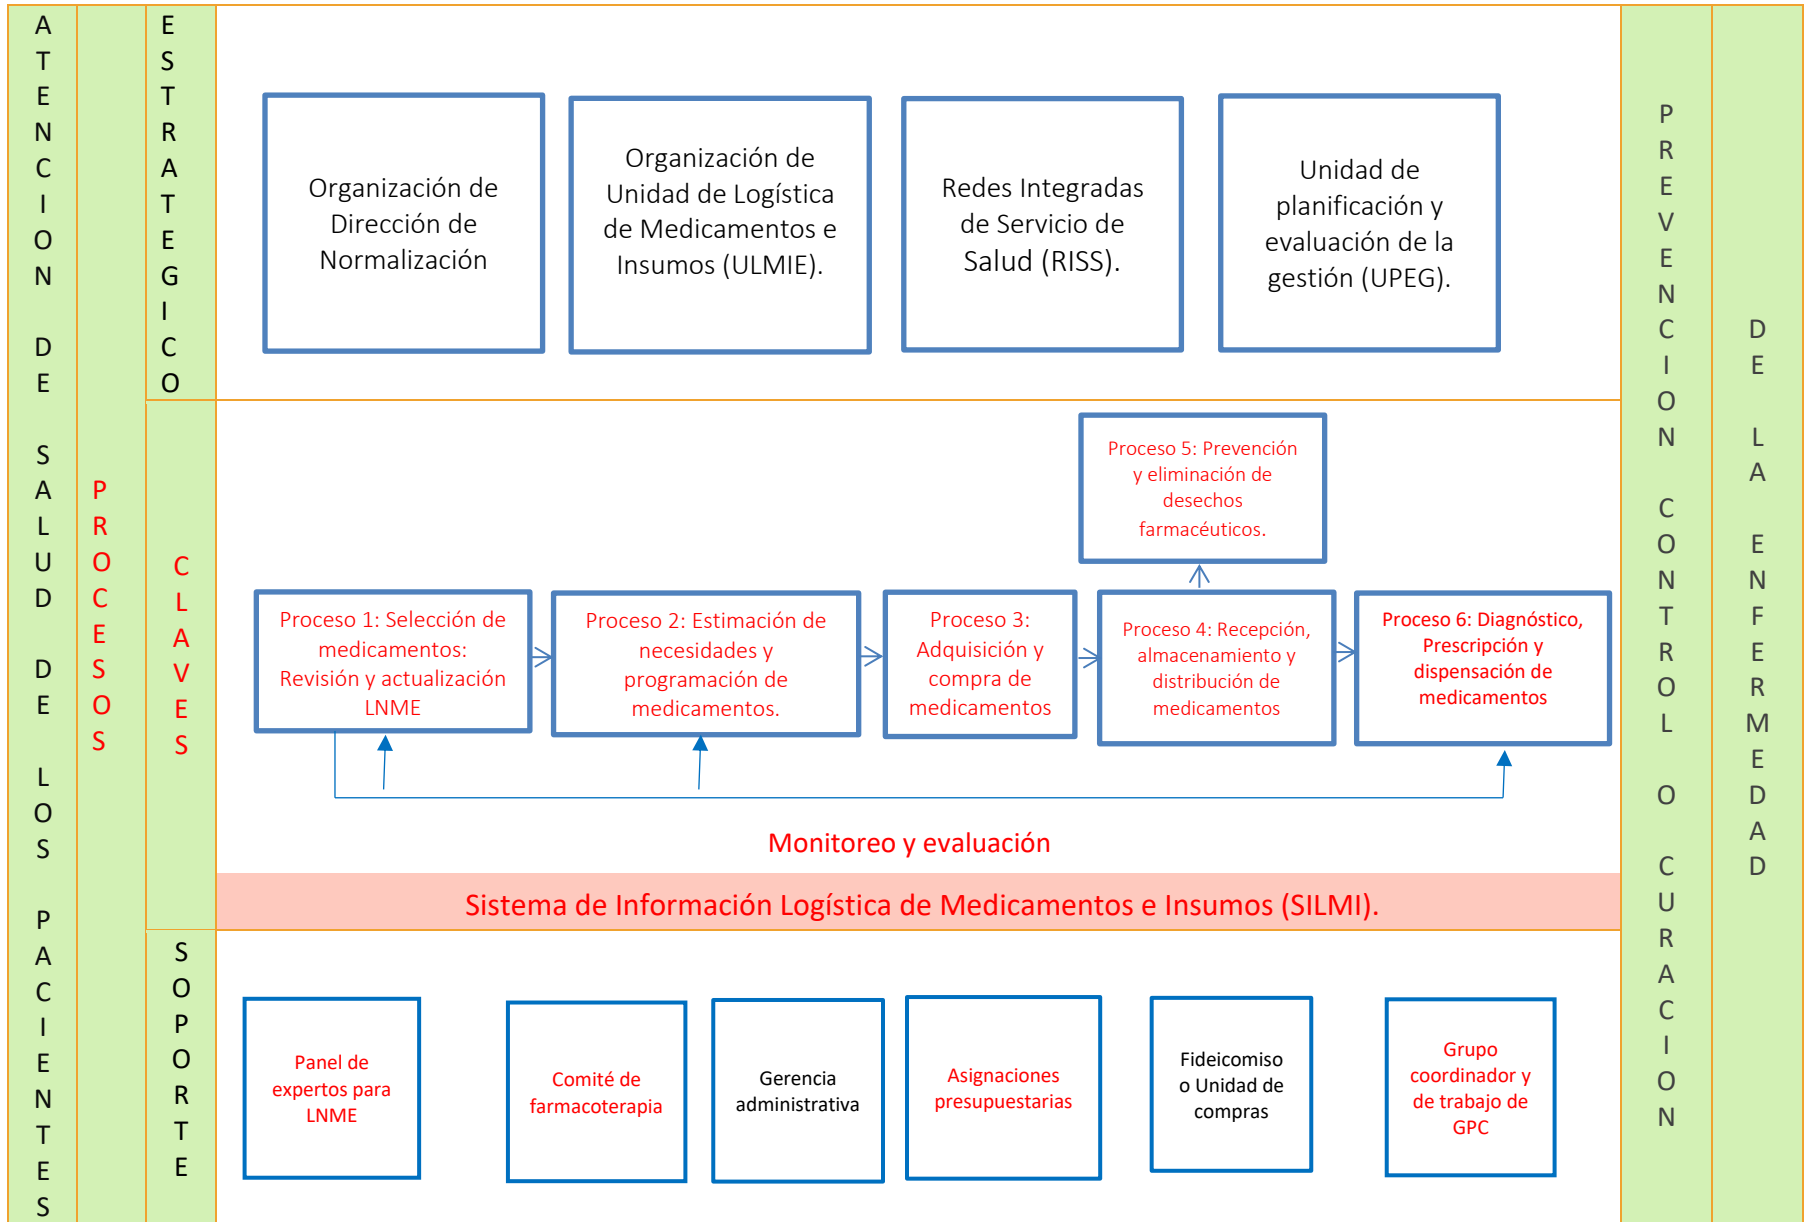 ATENCION DE SALUD DE LOS PACIENTES
PROCESOS
ESTRATEGICO
Organización de
Dirección de
Normalización
Organización de
Unidad de Logística
de Medicamentos e
Insumos (ULMIE).
Redes Integradas
de Servicio de
Salud (RISS).
Unidad de
planificación y
evaluación de la
gestión (UPEG).
CLAVES
Proceso 5: Prevención
y eliminación de
desechos
farmacéuticos.
Proceso 1: Selección de
medicamentos:
Revisión y actualización
LNME
Proceso 2: Estimación de
necesidades y
programación de
medicamentos.
Proceso 3:
Adquisición y
compra de
medicamentos
Proceso 4: Recepción,
almacenamiento y
distribución de
medicamentos
Proceso 6: Diagnóstico,
Prescripción y
dispensación de
medicamentos
Monitoreo y evaluación
Sistema de Información Logística de Medicamentos e Insumos (SILMI).
SOPORTE
Panel de
expertos para
LNME
Comité de
farmacoterapia
Gerencia
administrativa
Asignaciones
presupuestarias
Fideicomiso
o Unidad de
compras
Grupo
coordinador y
de trabajo de
GPC
PREVENCION CONTROL O CURACION
DE LA ENFERMEDAD